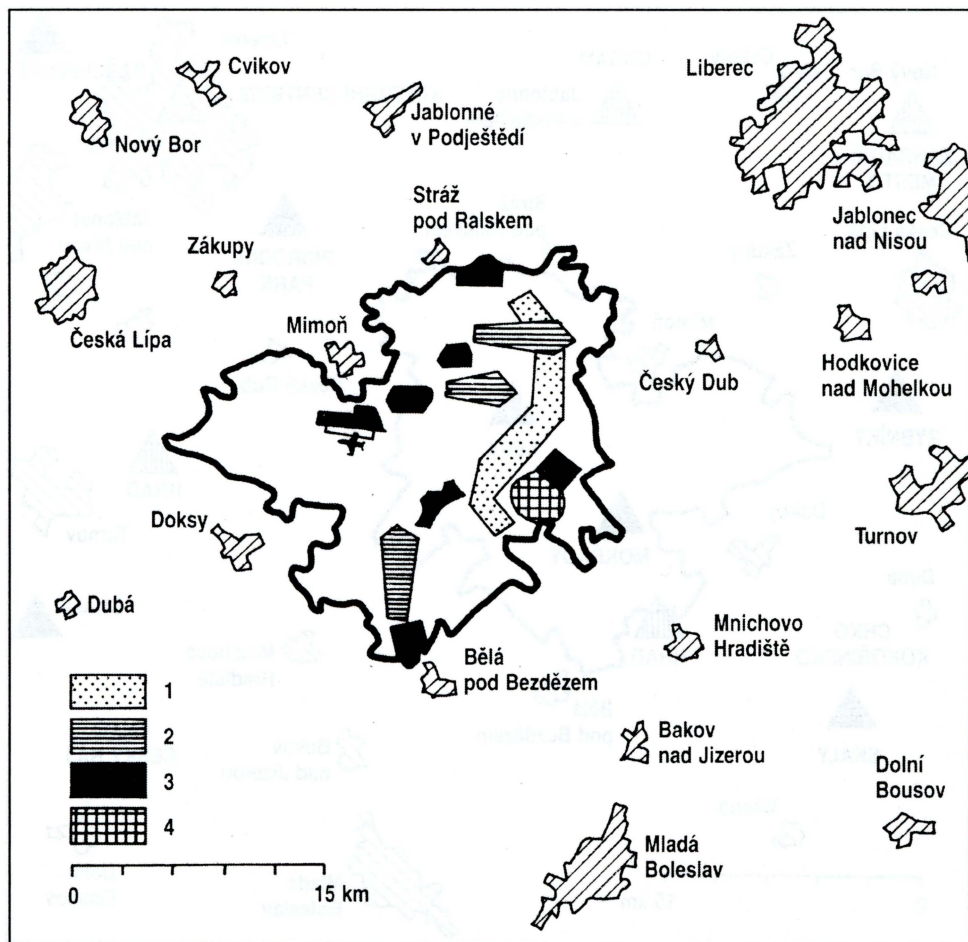 Cvikov
Liberec
Jablonné
v Podještědí
Nový Bor
Stráž
pod Ralskem
Jablonec
nad Nisou
Zákupy
Mimoň
Česká Lípa
Český Dub
Hodkovice
nad Mohelkou
Doksy
Turnov
Dubá
Mnichovo
Hradiště
Bělá
pod Bezdězem
1
2
3
4
Bakov
nad Jizerou
Dolní
Bousov
Mladá
Boleslav
0 15 km